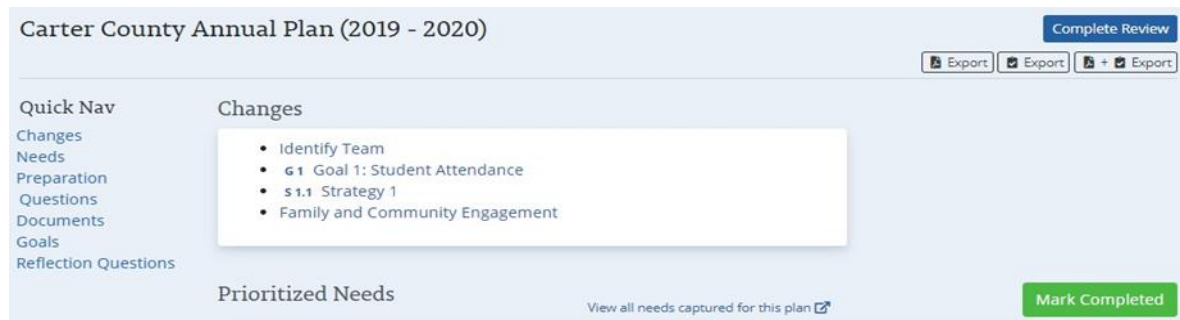 Carter County Annual Plan (2019 - 2020)
Complete Review
Export
Export
+ Export
Quick Nav
Changes
Needs
Preparation
Questions
Documents
Goals
Reflection Questions
Changes
• Identify Team
• G 1 Goal 1: Student Attendance
• S 1.1 Strategy 1
• Family and Community Engagement
Prioritized Needs
View all needs captured for this plan
Mark Completed